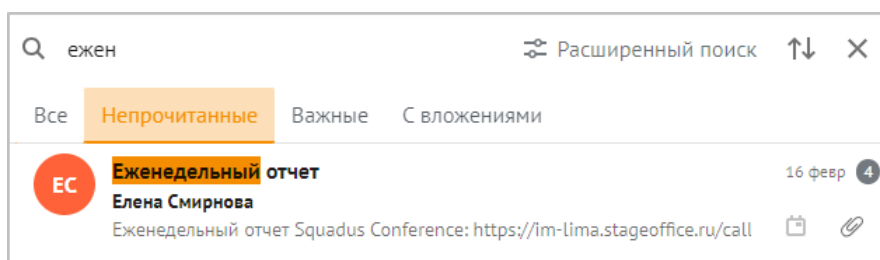 ежен Расширенный поиск
Все Непрочитанные Важные С вложениями
ЕС Еженедельный отчет 16 февр 4
Елена Смирнова
Еженедельный отчет Squadus Conference: https://im-lima.stageoffice.ru/call